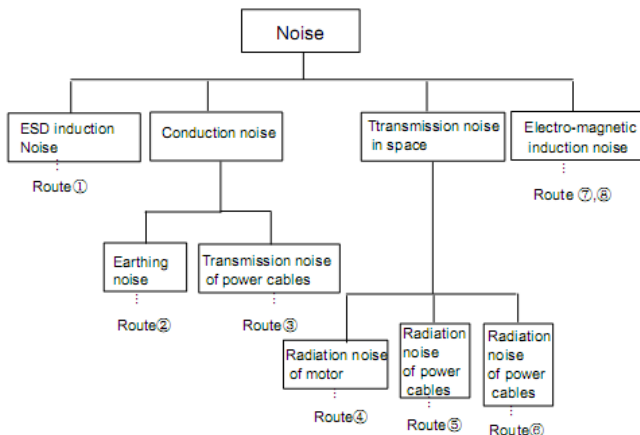 Noise
ESD induction
Noise
Conduction noise
Ttransmission noise
in space
Electro-magnetic
induction noise
Route①
Route ⑦,⑧
Earthing
noise
Transmission noise
of power cables
Route②
Route③
Radiation noise
of motor
Radiation
noise
of power
cables
Radiation
noise
of power
cables
Route④
Route⑤
Route⑥